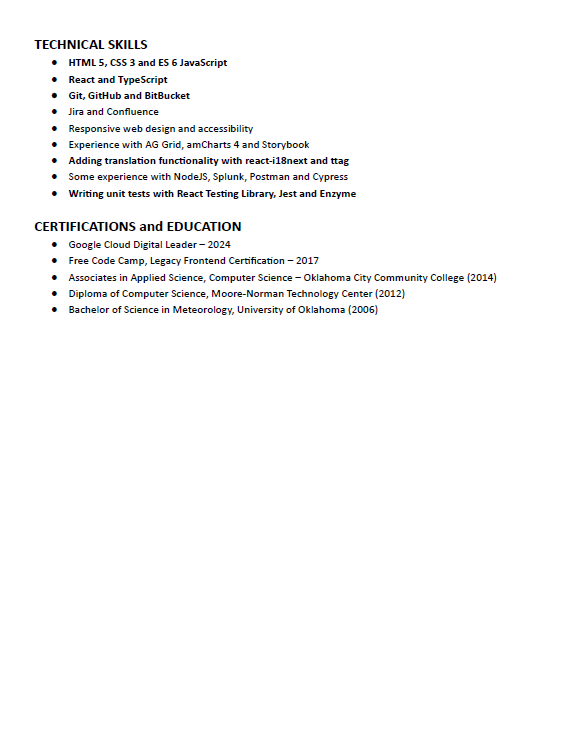 TECHNICAL SKILLS
● HTML 5, CSS 3 and ES 6 JavaScript
● React and TypeScript
● Git, GitHub and BitBucket
● Jira and Confluence
● Responsive web design and accessibility
● Experience with AG Grid, amCharts 4 and Storybook
● Adding translation functionality with react-i18next and ttag
● Some experience with NodeJS, Splunk, Postman and Cypress
● Writing unit tests with React Testing Library, Jest and Enzyme
CERTIFICATIONS and EDUCATION
● Google Cloud Digital Leader – 2024
● Free Code Camp, Legacy Frontend Certification – 2017
● Associates in Applied Science, Computer Science – Oklahoma City Community College (2014)
● Diploma of Computer Science, Moore-Norman Technology Center (2012)
● Bachelor of Science in Meteorology, University of Oklahoma (2006)